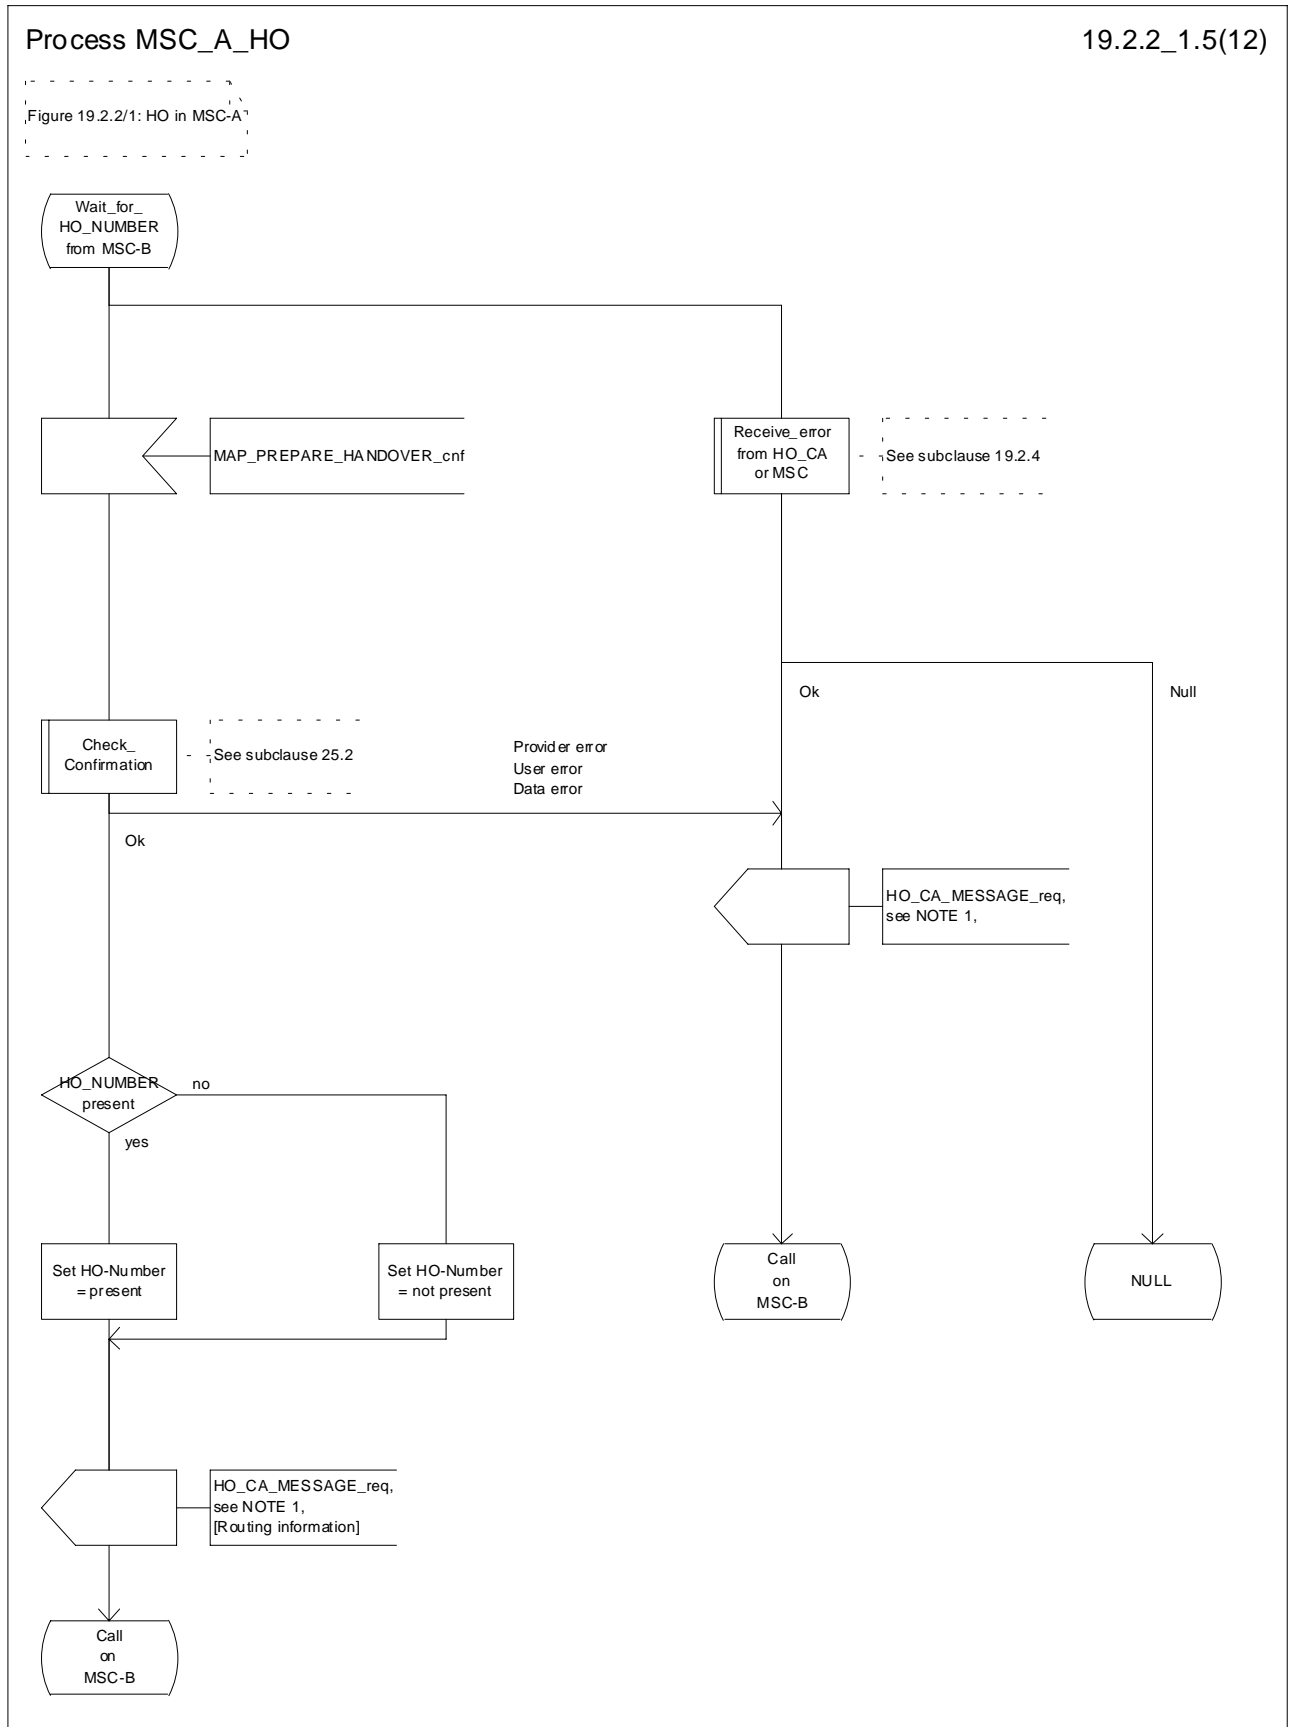 Process MSC_A_HO
19.2.2_1.5(12)
Figure 19.2.2/1: HO in MSC-A
Wait_for_
HO_NUMBER
from MSC-B
MAP_PREPARE_HANDOVER_cnf
Receive_error
from HO_CA
or MSC
See subclause 19.2.4
Ok
Null
Check_
Confirmation
See subclause 25.2
Provider error
User error
Data error
Ok
HO_CA_MESSAGE_req,
see NOTE 1,
HO_NUMBER
present
no
yes
Set HO-Number
= present
Set HO-Number
= not present
Call
on
MSC-B
NULL
HO_CA_MESSAGE_req,
see NOTE 1,
[Routing information]
Call
on
MSC-B